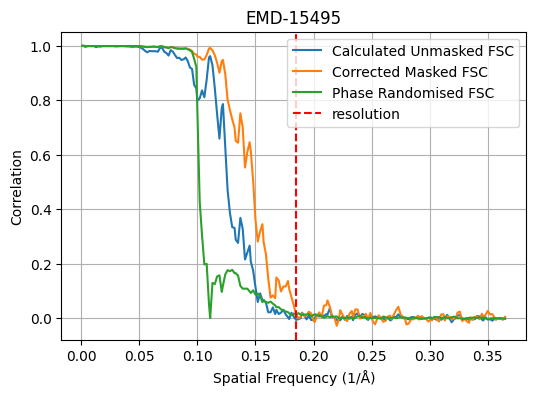 EMD-15495
Calculated Unmasked FSC
Corrected Masked FSC
Phase Randomised FSC
resolution
Correlation
1.0
0.8
0.6
0.4
0.2
0.0
0.00 0.05 0.10 0.15 0.20 0.25 0.30 0.35
Spatial Frequency (1/Å)